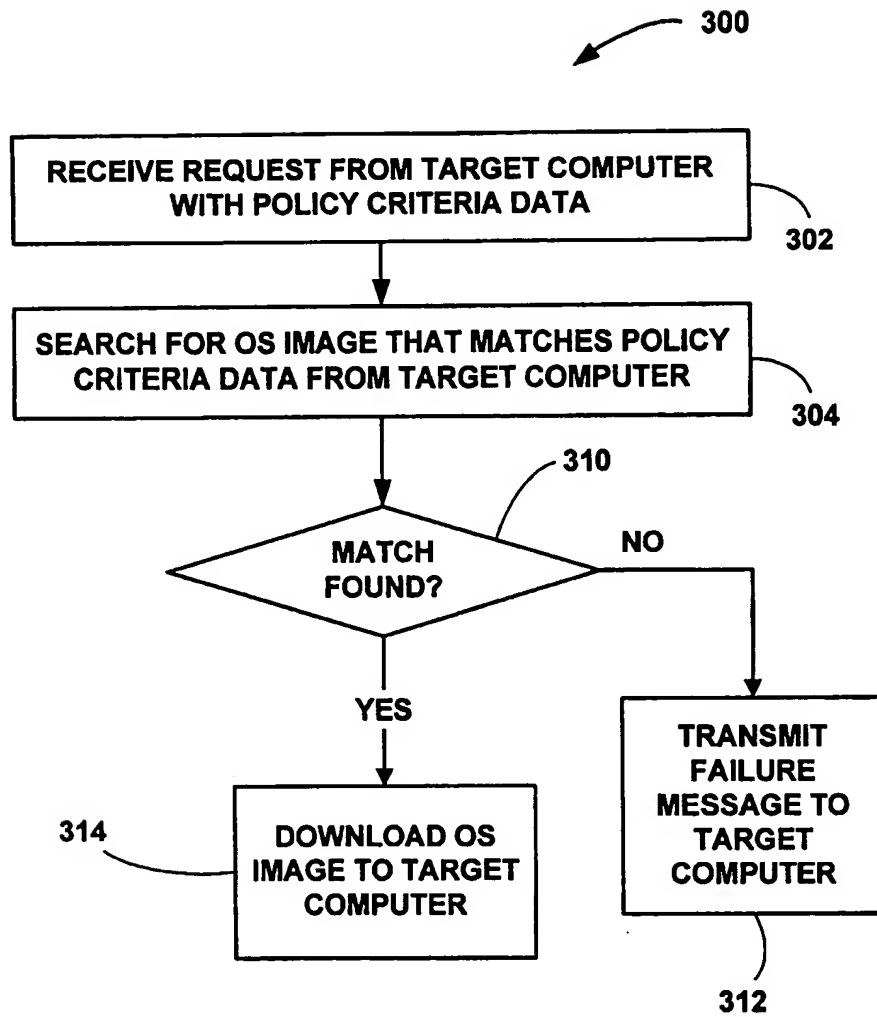 300
RECEIVE REQUEST FROM TARGET COMPUTER
WITH POLICY CRITERIA DATA
302
SEARCH FOR OS IMAGE THAT MATCHES POLICY
CRITERIA DATA FROM TARGET COMPUTER
304
310
MATCH
FOUND?
NO
YES
TRANSMIT
FAILURE
MESSAGE TO
TARGET
COMPUTER
312
314
DOWNLOAD OS
IMAGE TO TARGET
COMPUTER